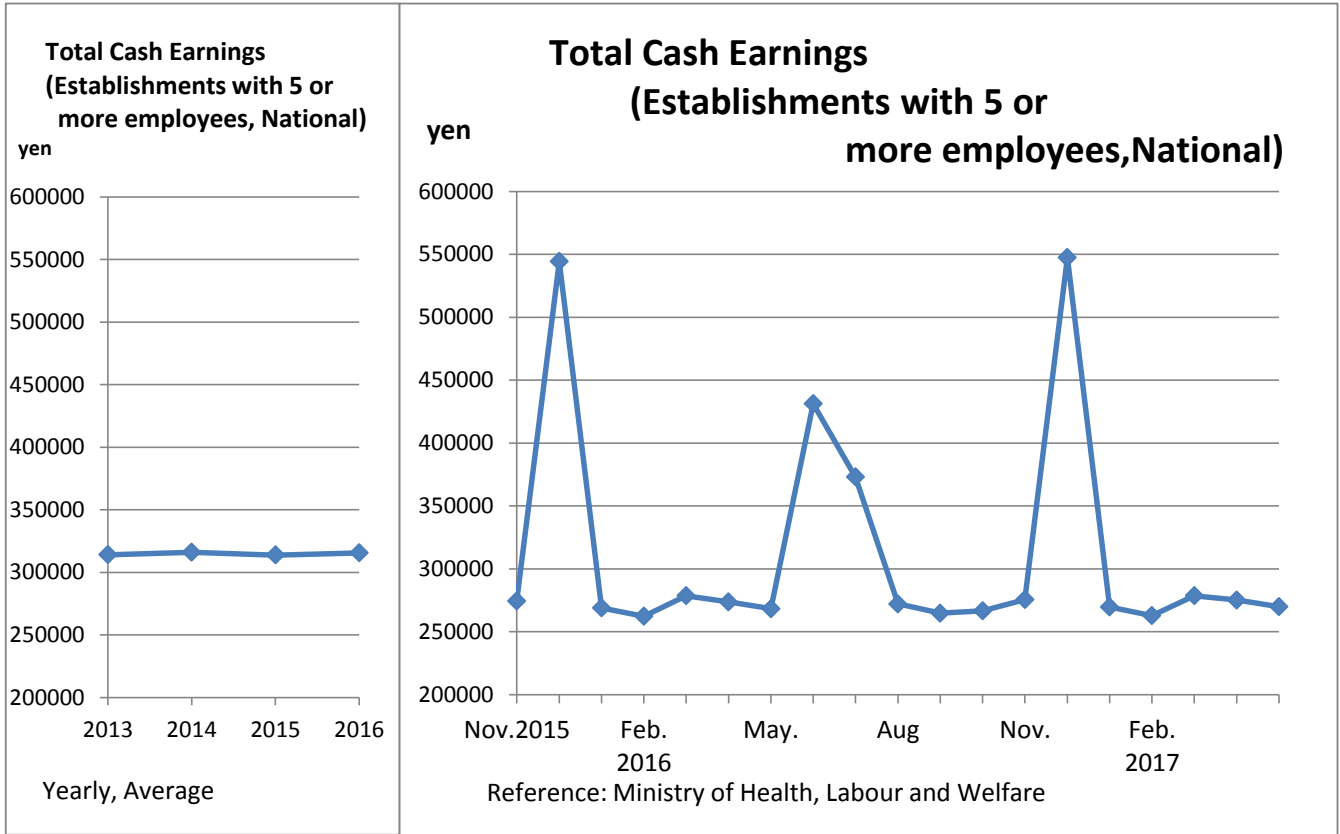 Total Cash Earnings
(Establishments with 5 or
more employees, National)
yen
600000
550000
500000
450000
400000
350000
300000
250000
200000
2013 2014 2015 2016
Yearly, Average
Total Cash Earnings
(Establishments with 5 or
more employees,National)
yen
600000
550000
500000
450000
400000
350000
300000
250000
200000
Nov.2015 Feb. May. Aug Nov. Feb.
2016 2017
Reference: Ministry of Health, Labour and Welfare